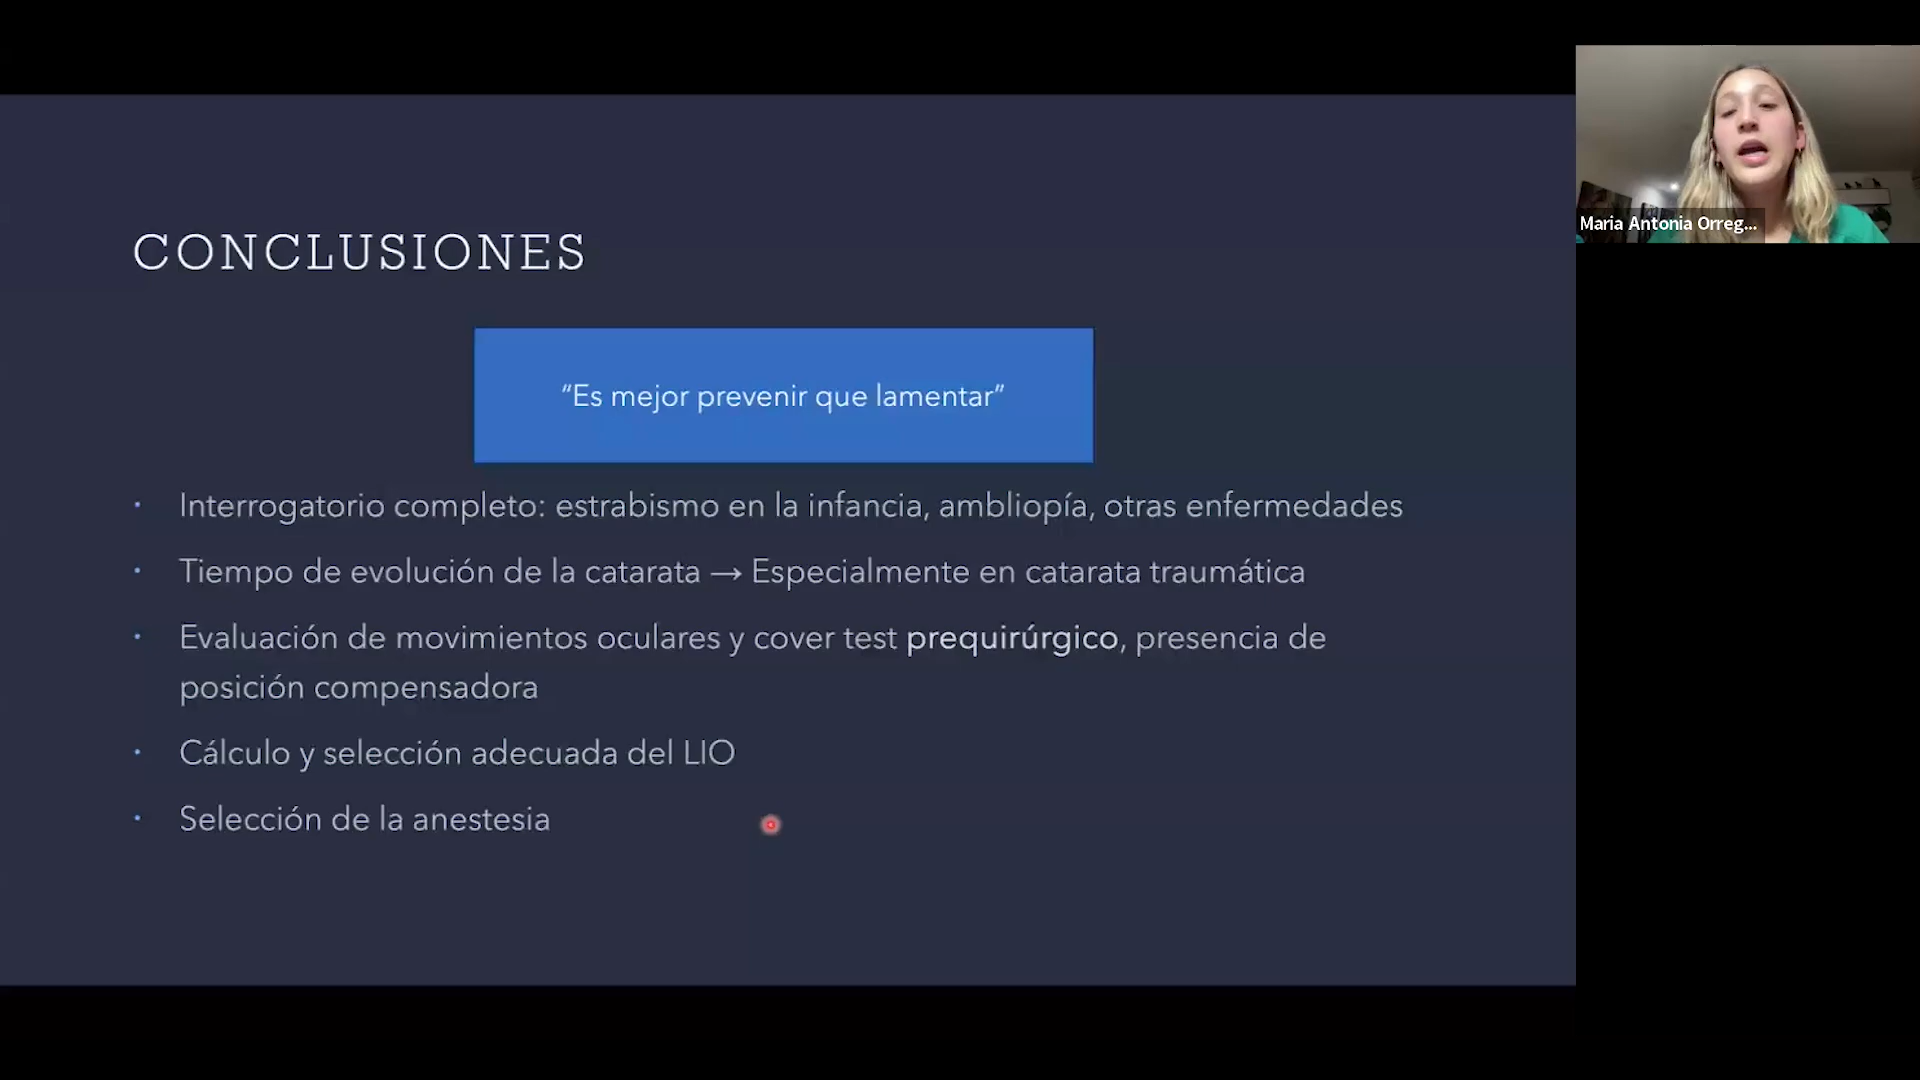 Maria Antonia Orreg...
CONCLUSIONES
“Es mejor prevenir que lamentar”
• Interrogatorio completo: estrabismo en la infancia, ambliopía, otras enfermedades
• Tiempo de evolución de la catarata → Especialmente en catarata traumática
• Evaluación de movimientos oculares y cover test prequirúrgico, presencia de
posición compensadora
• Cálculo y selección adecuada del LIO
• Selección de la anestesia